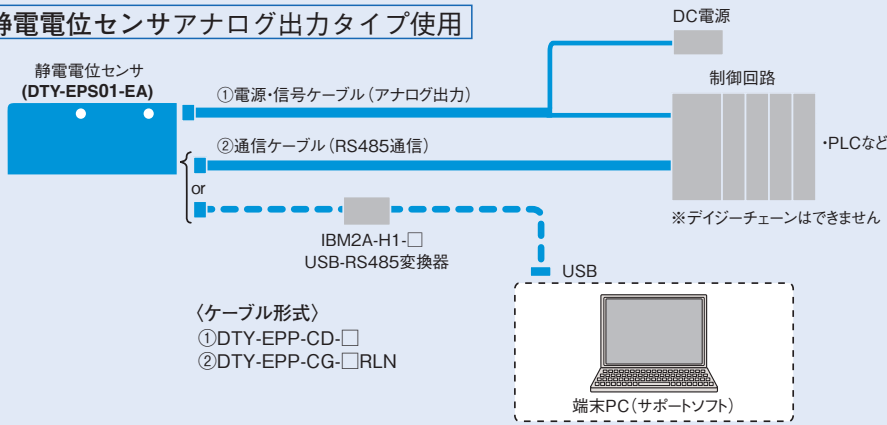 静電電位センサアナログ出力タイプ使用
DC電源
静電電位センサ
(DTY-EPS01-EA)
制御回路
①電源・信号ケーブル(アナログ出力)
②通信ケーブル(RS485通信)
・PLCなど
or
※デイジーチェーンはできません
IBM2A-H1-□
USB-RS485変換器
USB
〈ケーブル形式〉
①DTY-EPP-CD-□
②DTY-EPP-CG-□RLN
端末PC(サポートソフト)